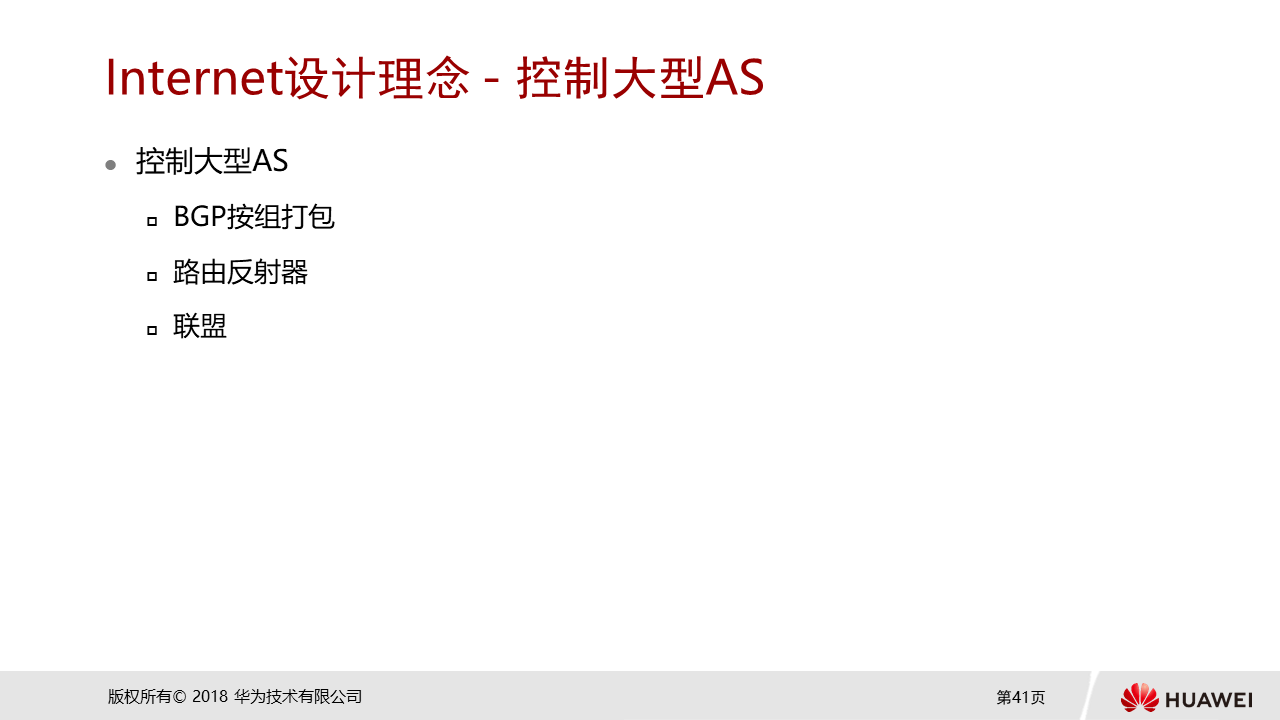 Internet设计理念 - 控制大型AS
控制大型AS
BGP按组打包
路由反射器
联盟
版权所有© 2018 华为技术有限公司
第41页
HUAWEI